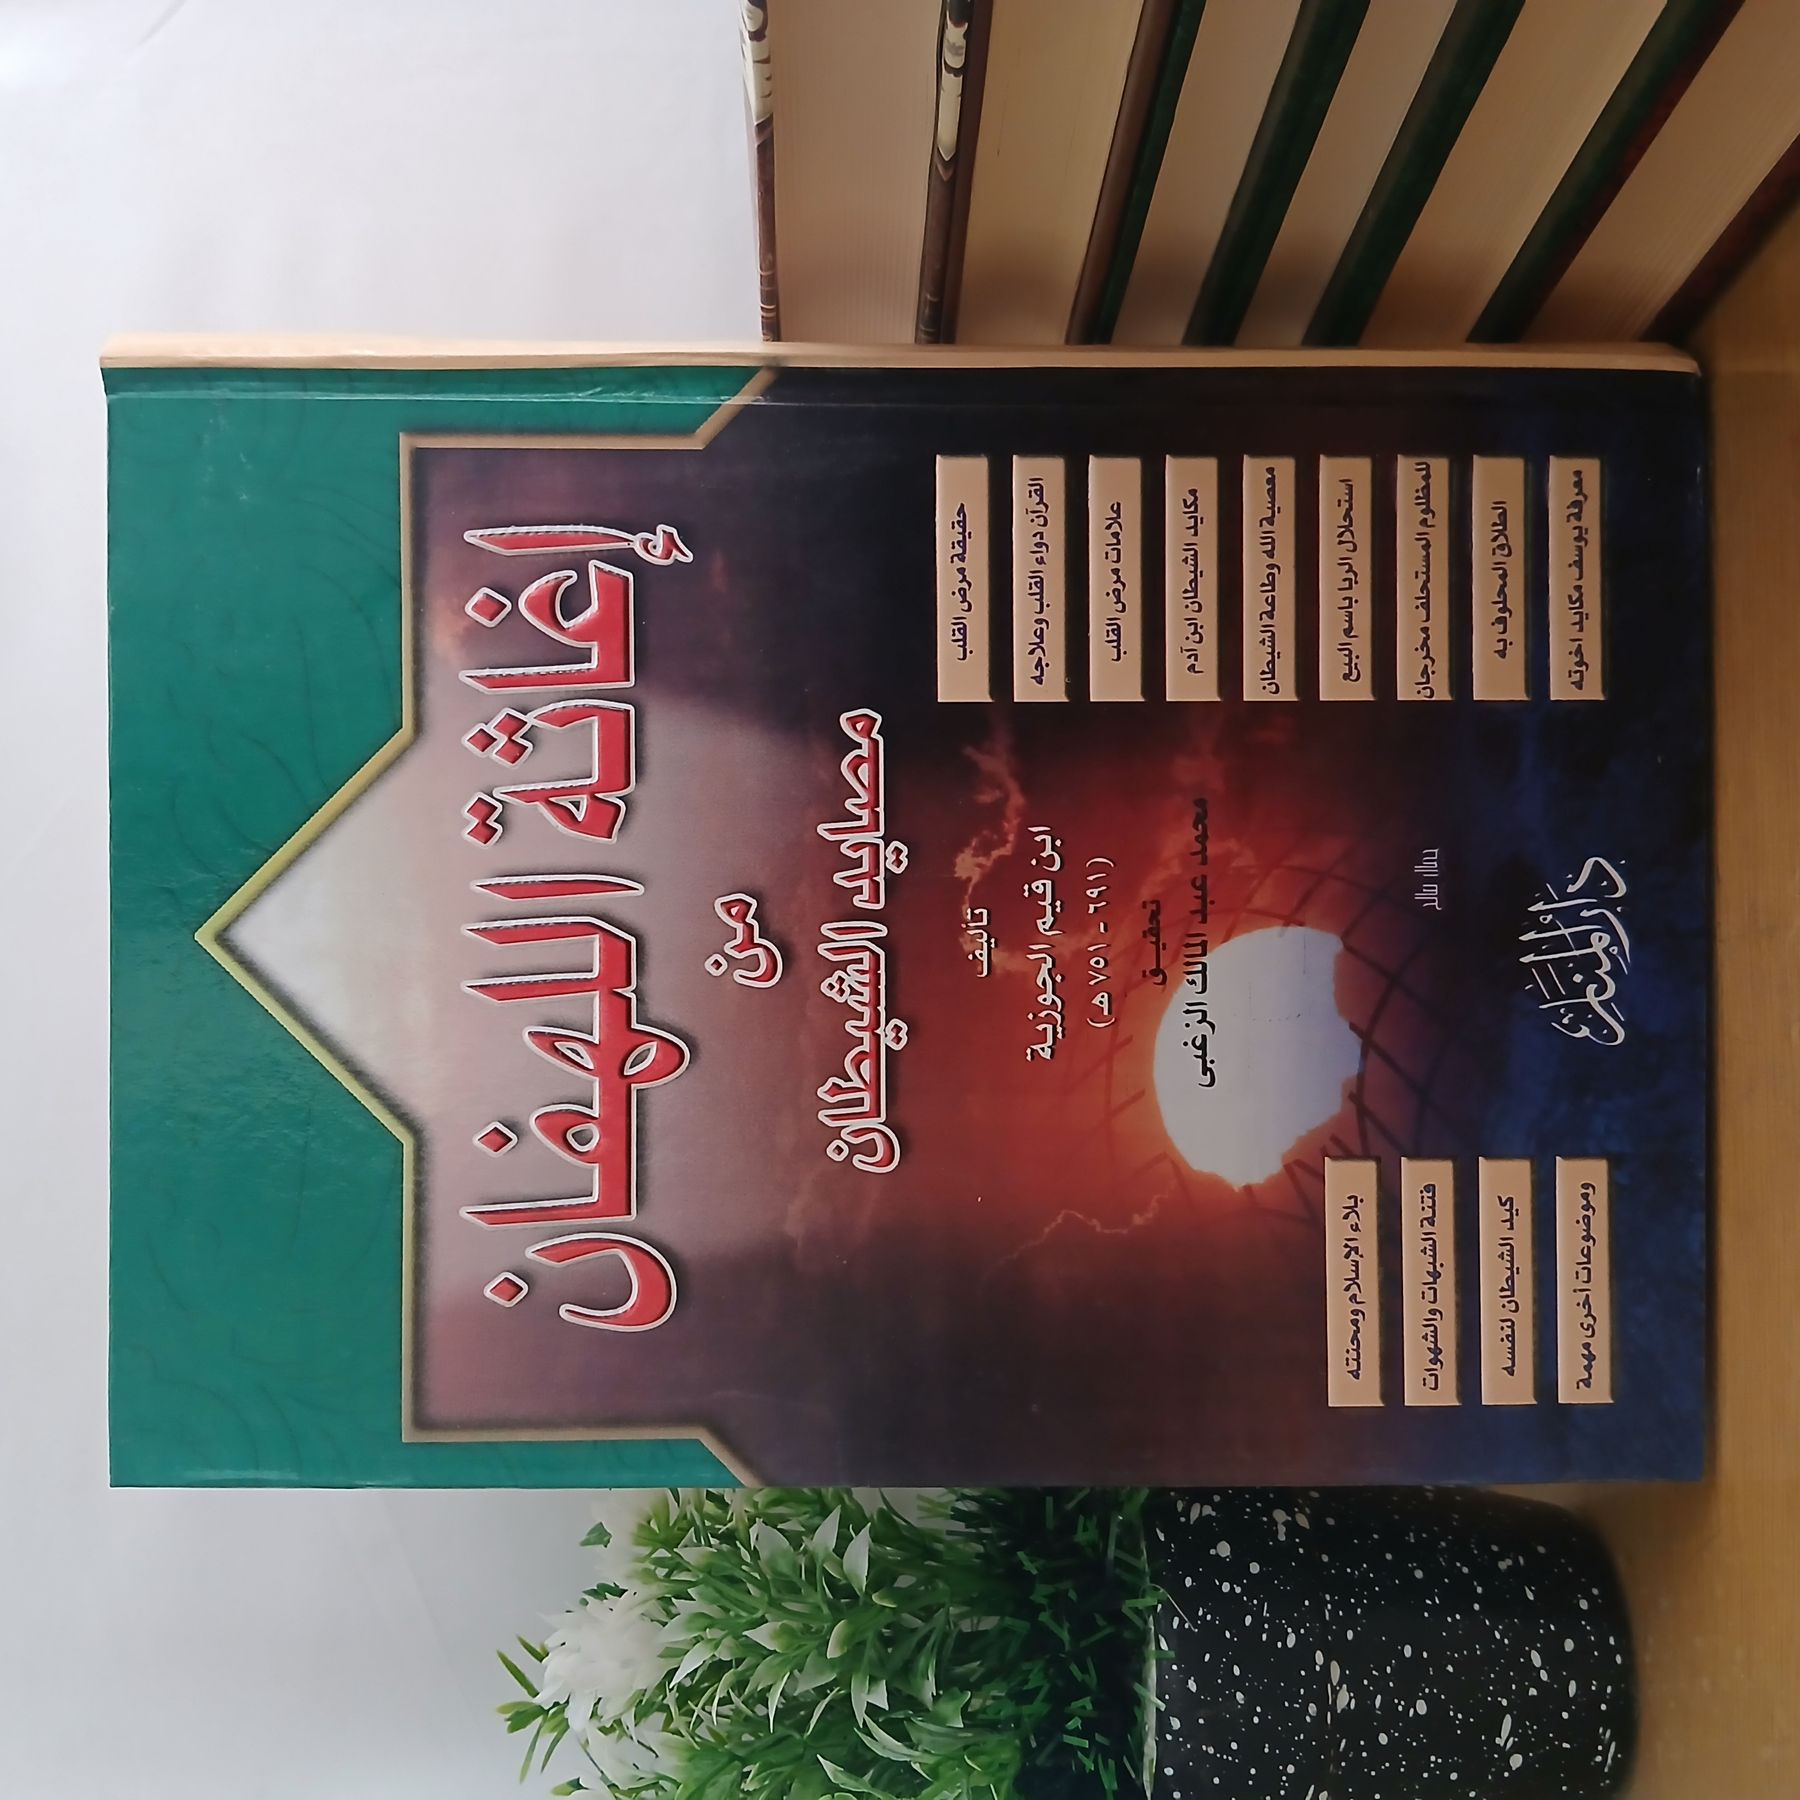 إغاثة اللهفان
من
مصايد الشيطان
تأليف
ابن قيم الجوزية
(٦٩١ - ٧٥١ هـ)
تحقيق
محمد عبد المالك الزغبى
حقيقة مرض القلب
القرآن دواء القلب وعلاجه
علامات مرض القلب
مكايد الشيطان ابن آدم
معصية الله وطاعة الشيطان
استحلال الربا باسم البيع
للمظلوم المستحلف مخرجان
الطلاق المحلوف به
معرفة يوسف مكايد اخوته
بلاء الإسلام ومحنته
فتنة الشبهات والشهوات
كيد الشيطان لنفسه
وموضوعات أخرى مهمة
دار المنار